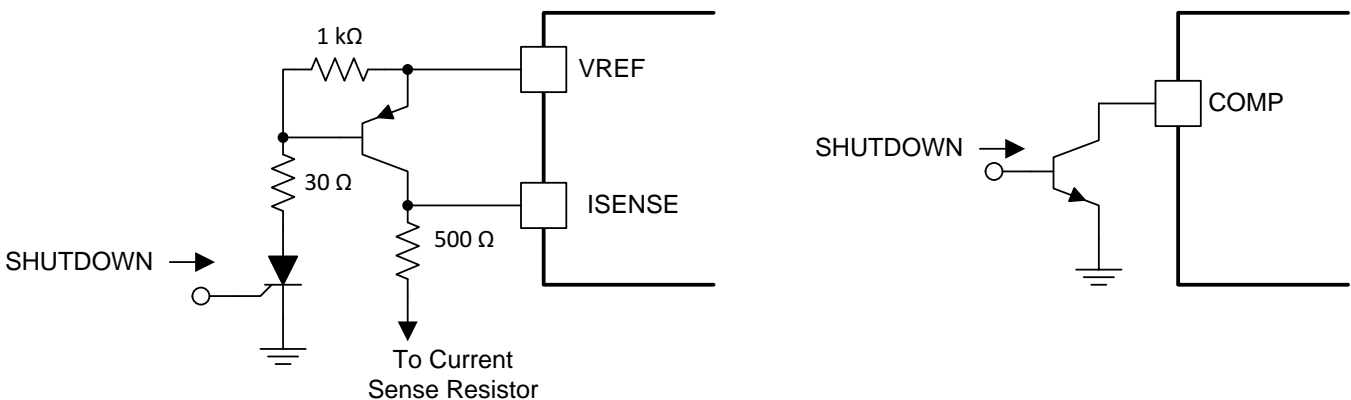 1 kΩ
VREF
30 Ω
ISENSE
500 Ω
SHUTDOWN
To Current
Sense Resistor
COMP
SHUTDOWN